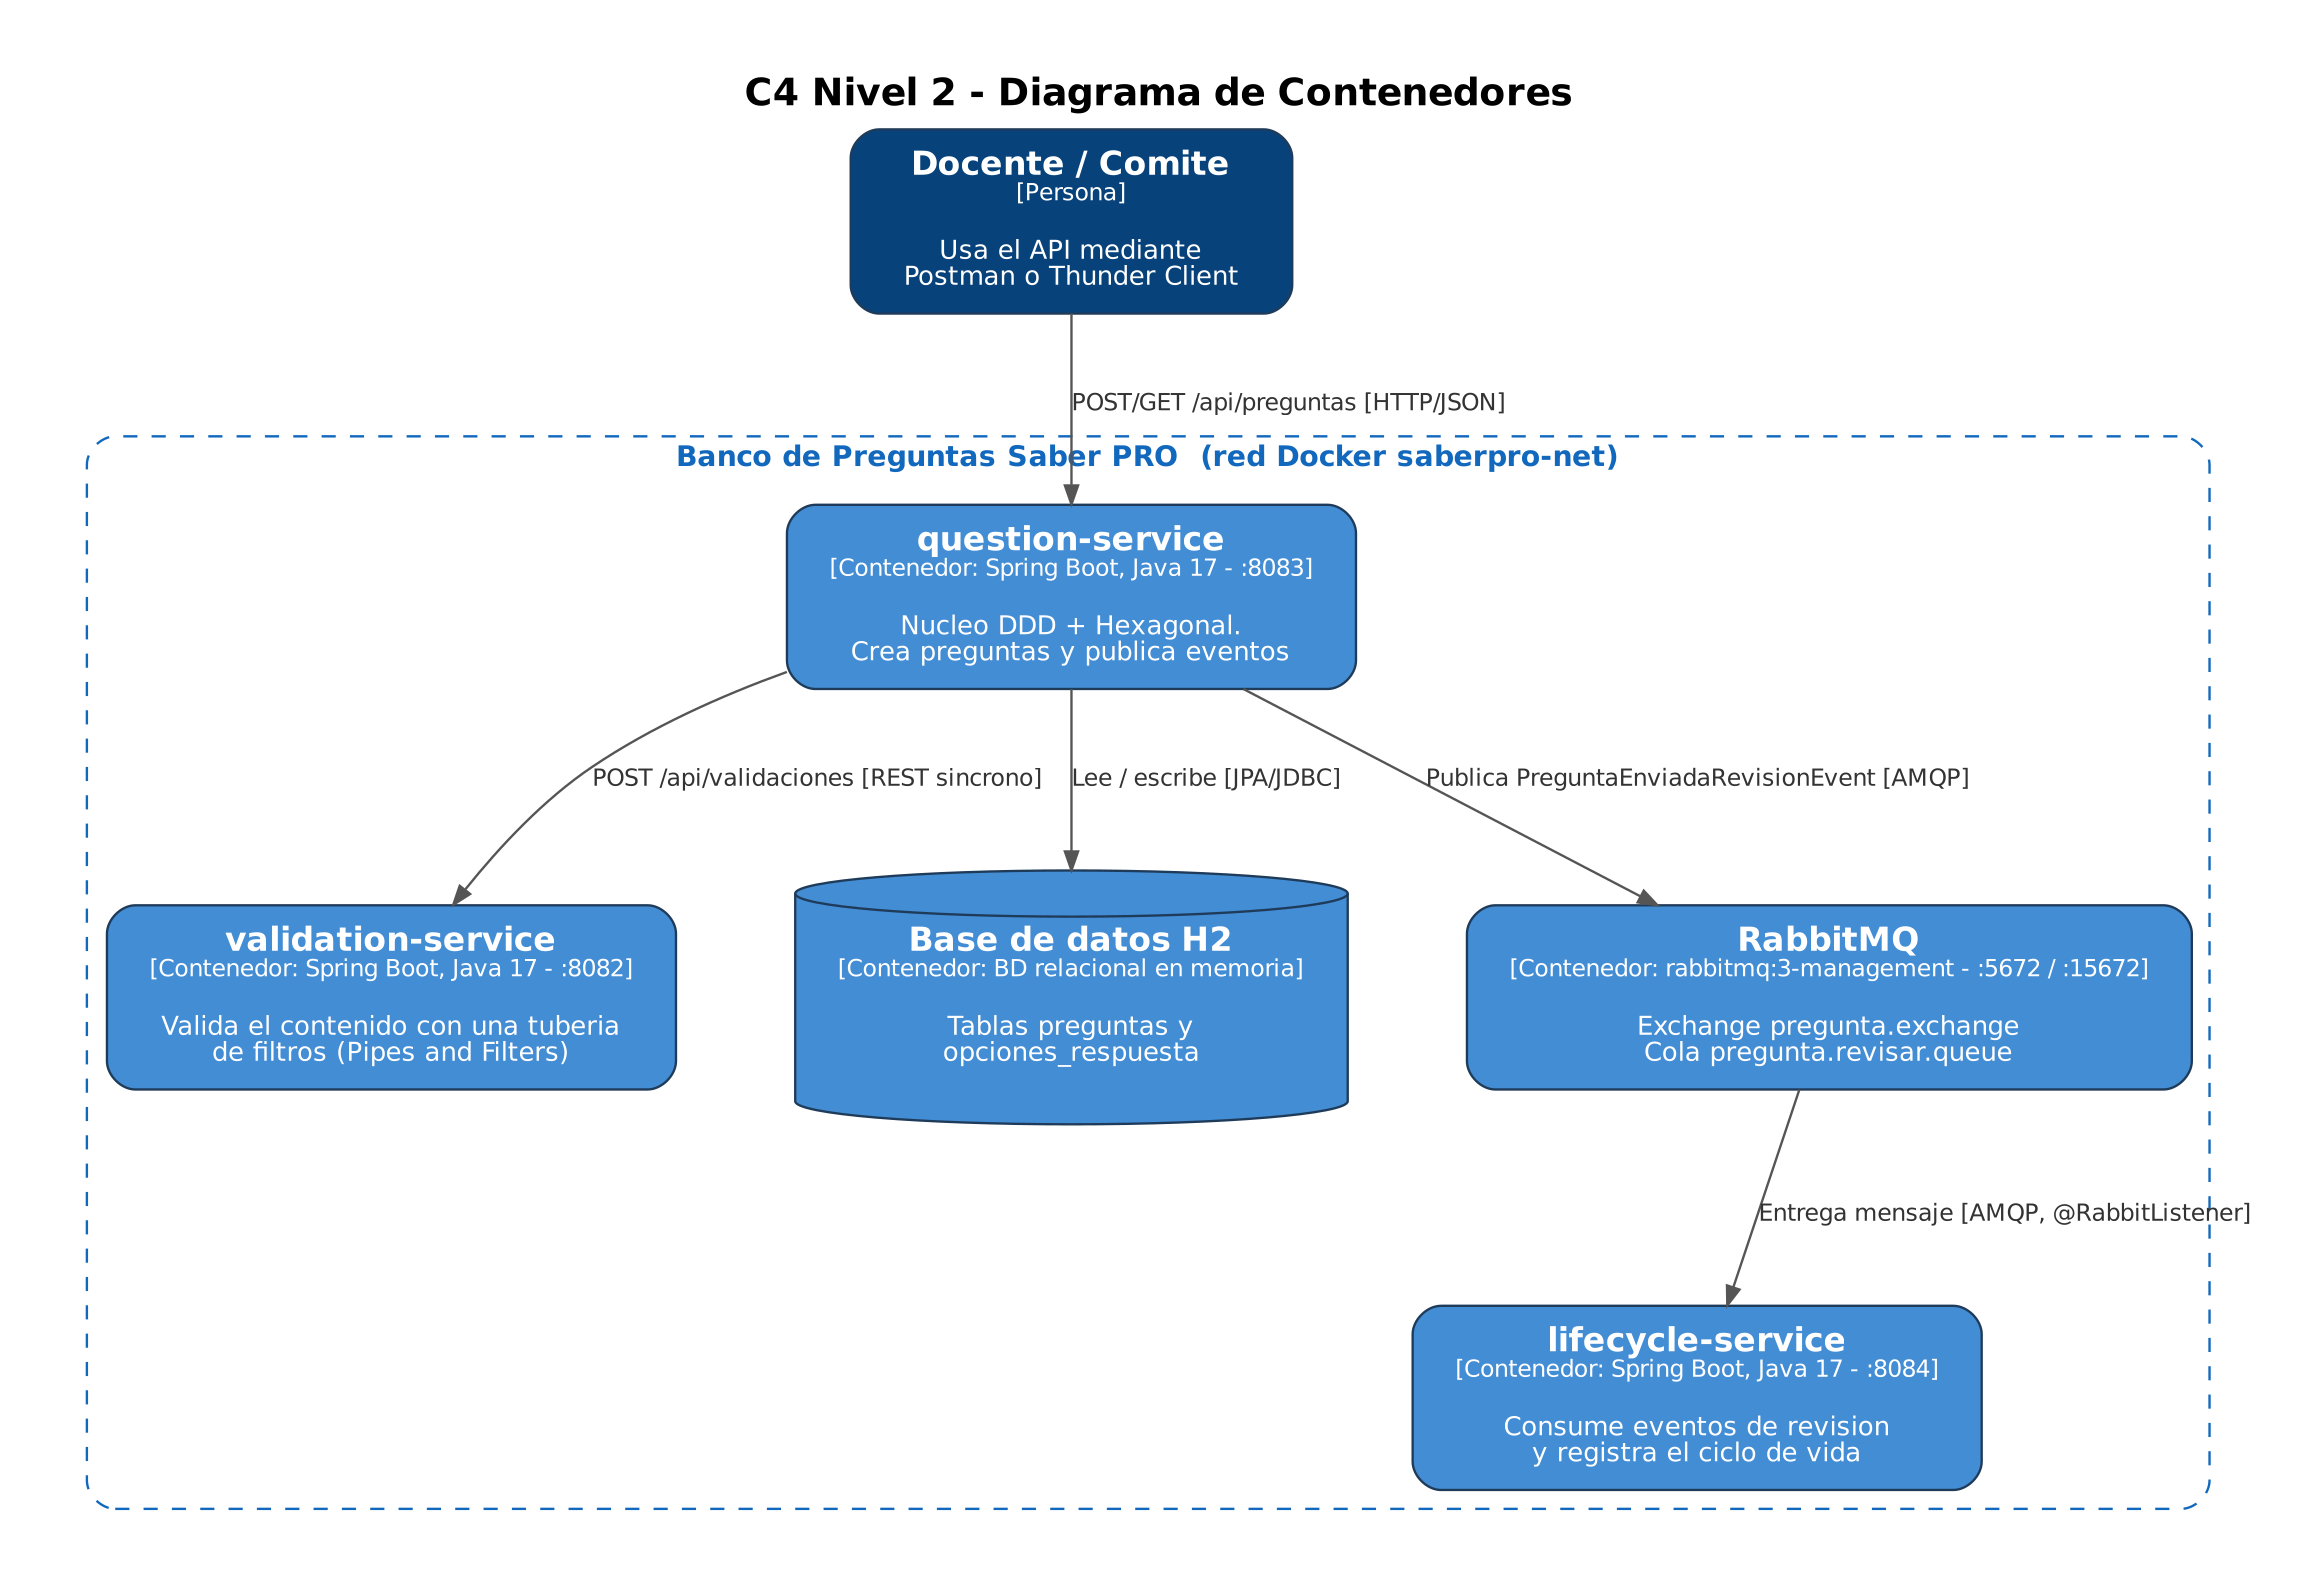 C4 Nivel 2 - Diagrama de Contenedores
Docente / Comite
[Persona]
Usa el API mediante
Postman o Thunder Client
POST/GET /api/preguntas [HTTP/JSON]
Banco de Preguntas Saber PRO  (red Docker saberpro-net)
question-service
[Contenedor: Spring Boot, Java 17 - :8083]
Nucleo DDD + Hexagonal.
Crea preguntas y publica eventos
POST /api/validaciones [REST sincrono]
Lee / escribe [JPA/JDBC]
Publica PreguntaEnviadaRevisionEvent [AMQP]
validation-service
[Contenedor: Spring Boot, Java 17 - :8082]
Valida el contenido con una tuberia
de filtros (Pipes and Filters)
Base de datos H2
[Contenedor: BD relacional en memoria]
Tablas preguntas y
opciones_respuesta
RabbitMQ
[Contenedor: rabbitmq:3-management - :5672 / :15672]
Exchange pregunta.exchange
Cola pregunta.revisar.queue
Entrega mensaje [AMQP, @RabbitListener]
lifecycle-service
[Contenedor: Spring Boot, Java 17 - :8084]
Consume eventos de revision
y registra el ciclo de vida